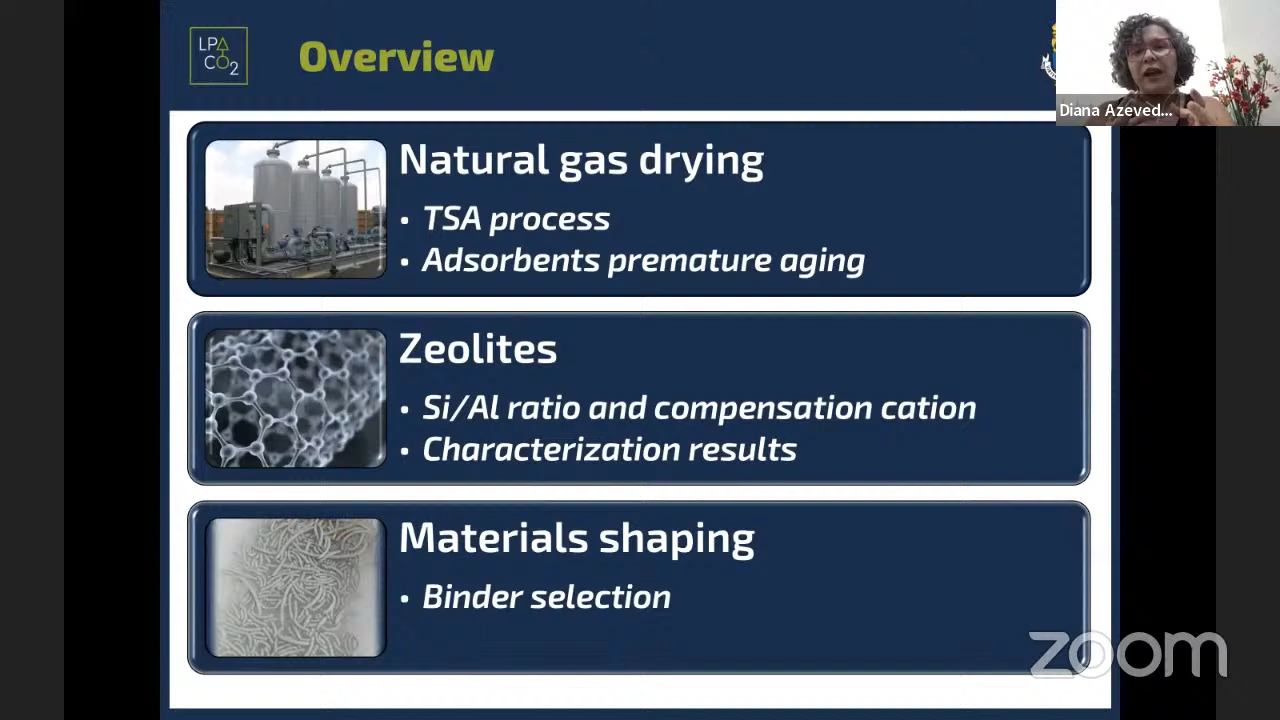 LPA
CO2
Overview
Diana Azeved...
Natural gas drying
• TSA process
• Adsorbents premature aging
Zeolites
• Si/Al ratio and compensation cation
• Characterization results
Materials shaping
• Binder selection
zoom